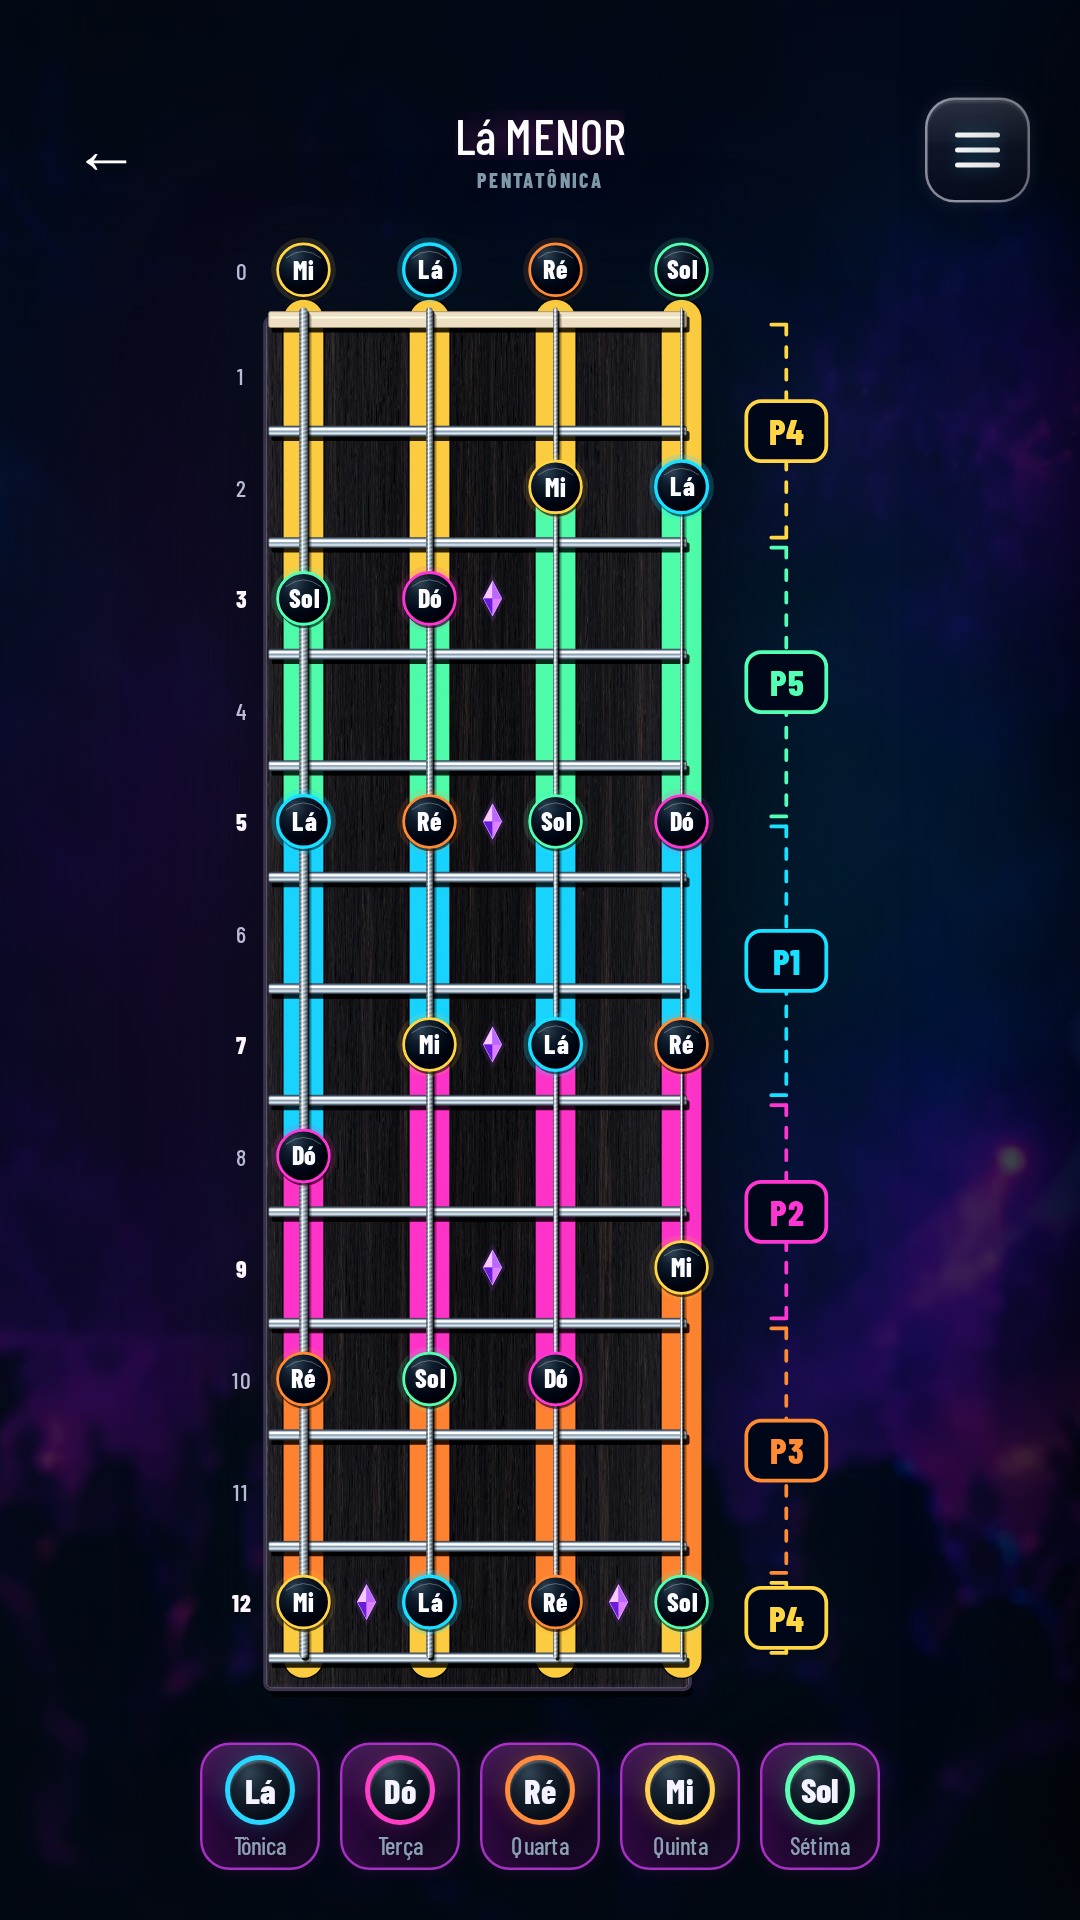 ←
Lá MENOR
PENTATÔNICA
0 Mi Lá Ré Sol
1
P4
2 Mi Lá
3 Sol Dó
P5
4
5 Lá Ré Sol Dó
6
P1
7 Mi Lá Ré
8 Dó
P2
9 Mi
10 Ré Sol Dó
P3
11
12 Mi Lá Ré Sol
P4
Lá Dó Ré Mi Sol
Tônica Terça Quarta Quinta Sétima